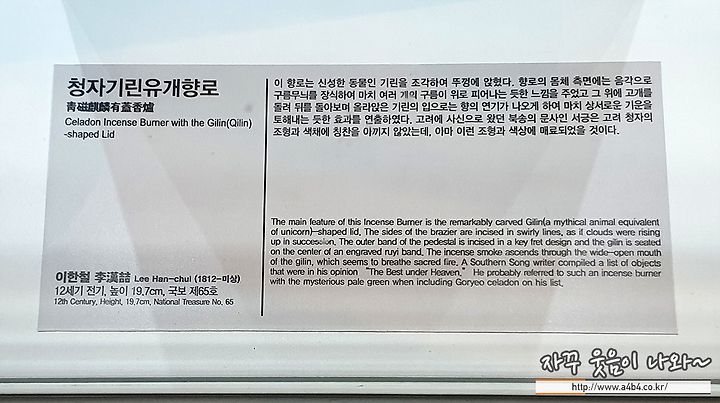 청자기린유개향로
靑磁麒麟有蓋香爐
Celadon Incense Burner with the Gilin(Qilin)
-shaped Lid
이한철 李漢喆 Lee Han-chul (1812-미상)
12세기 전기, 높이 19.7cm, 국보 제65호
12th Century, Height, 19.7cm, National Treasure No. 65
이 향로는 신성한 동물인 기린을 조각하여 뚜껑에 앉혔다. 향로의 몸체 측면에는 음각으로
구름무늬를 장식하여 마치 여러 개의 구름이 위로 피어나는 듯한 느낌을 주었고 그 위에 고개를
돌려 뒤를 돌아보며 올라앉은 기린의 입으로는 향의 연기가 나오게 하여 마치 상서로운 기운을
토해내는 듯한 효과를 연출하였다. 고려에 사신으로 왔던 북송의 문사인 서긍은 고려 청자의
조형과 색채에 칭찬을 아끼지 않았는데, 아마 이런 조형과 색상에 매료되었을 것이다.
The main feature of this Incense Burner is the remarkably carved Gilin(a mythical animal equivalent
of unicorn)-shaped lid. The sides of the brazier are incised in swirly lines, as if clouds were rising
up in succession. The outer band of the pedestal is incised in a key fret design and the gilin is seated
on the center of an engraved ruyi band. The incense smoke ascends through the wide-open mouth
of the gilin, which seems to breathe sacred fire. A Southern Song writer compiled a list of objects
that were in his opinion “The Best under Heaven.” He probably referred to such an incense burner
with the mysterious pale green when including Goryeo celadon on his list.
자꾸 웃음이 나와~
http://www.a4b4.co.kr/